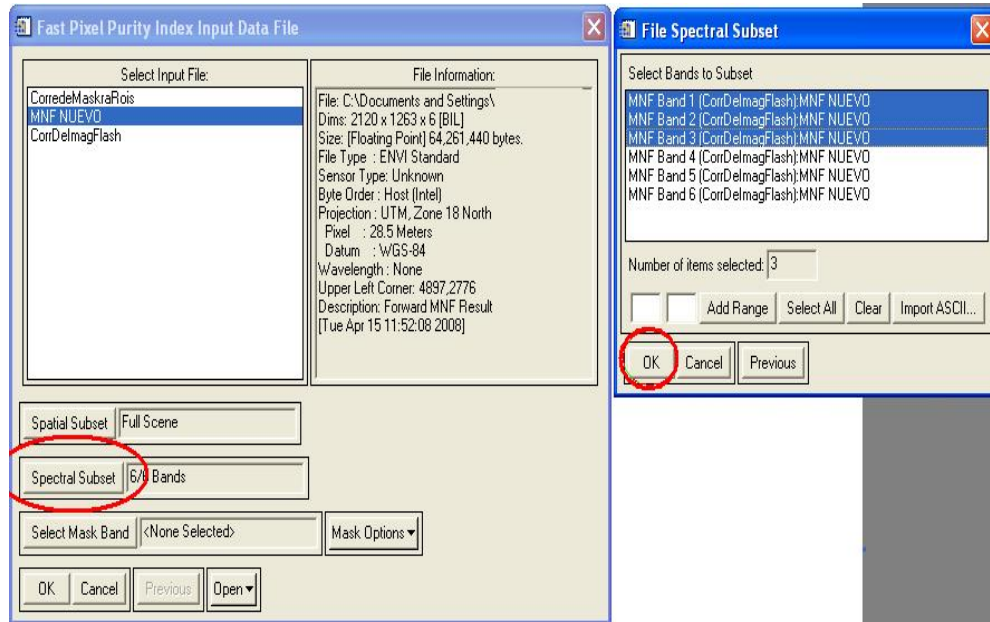 Fast Pixel Purity Index Input Data File
Select Input File:
CorredeMaskraRois
MNF NUEVO
CorrDeImagFlash
File Information:
File: C:\Documents and Settings\
Dims: 2120 x 1263 x 6 [BIL]
Size: [Floating Point] 64,261,440 bytes.
File Type : ENVI Standard
Sensor Type: Unknown
Byte Order : Host (Intel)
Projection : UTM, Zone 18 North
Pixel : 28.5 Meters
Datum : WGS-84
Wavelength : None
Upper Left Corner: 4897,2776
Description: Forward MNF Result
[Tue Apr 15 11:52:08 2008]
Spatial Subset Full Scene
Spectral Subset 6/6 Bands
Select Mask Band <None Selected> Mask Options
OK Cancel Previous Open
File Spectral Subset
Select Bands to Subset
MNF Band 1 (CorrDeImagFlash):MNF NUEVO
MNF Band 2 (CorrDeImagFlash):MNF NUEVO
MNF Band 3 (CorrDeImagFlash):MNF NUEVO
MNF Band 4 (CorrDeImagFlash):MNF NUEVO
MNF Band 5 (CorrDeImagFlash):MNF NUEVO
MNF Band 6 (CorrDeImagFlash):MNF NUEVO
Number of items selected: 3
Add Range Select All Clear Import ASCII...
OK Cancel Previous